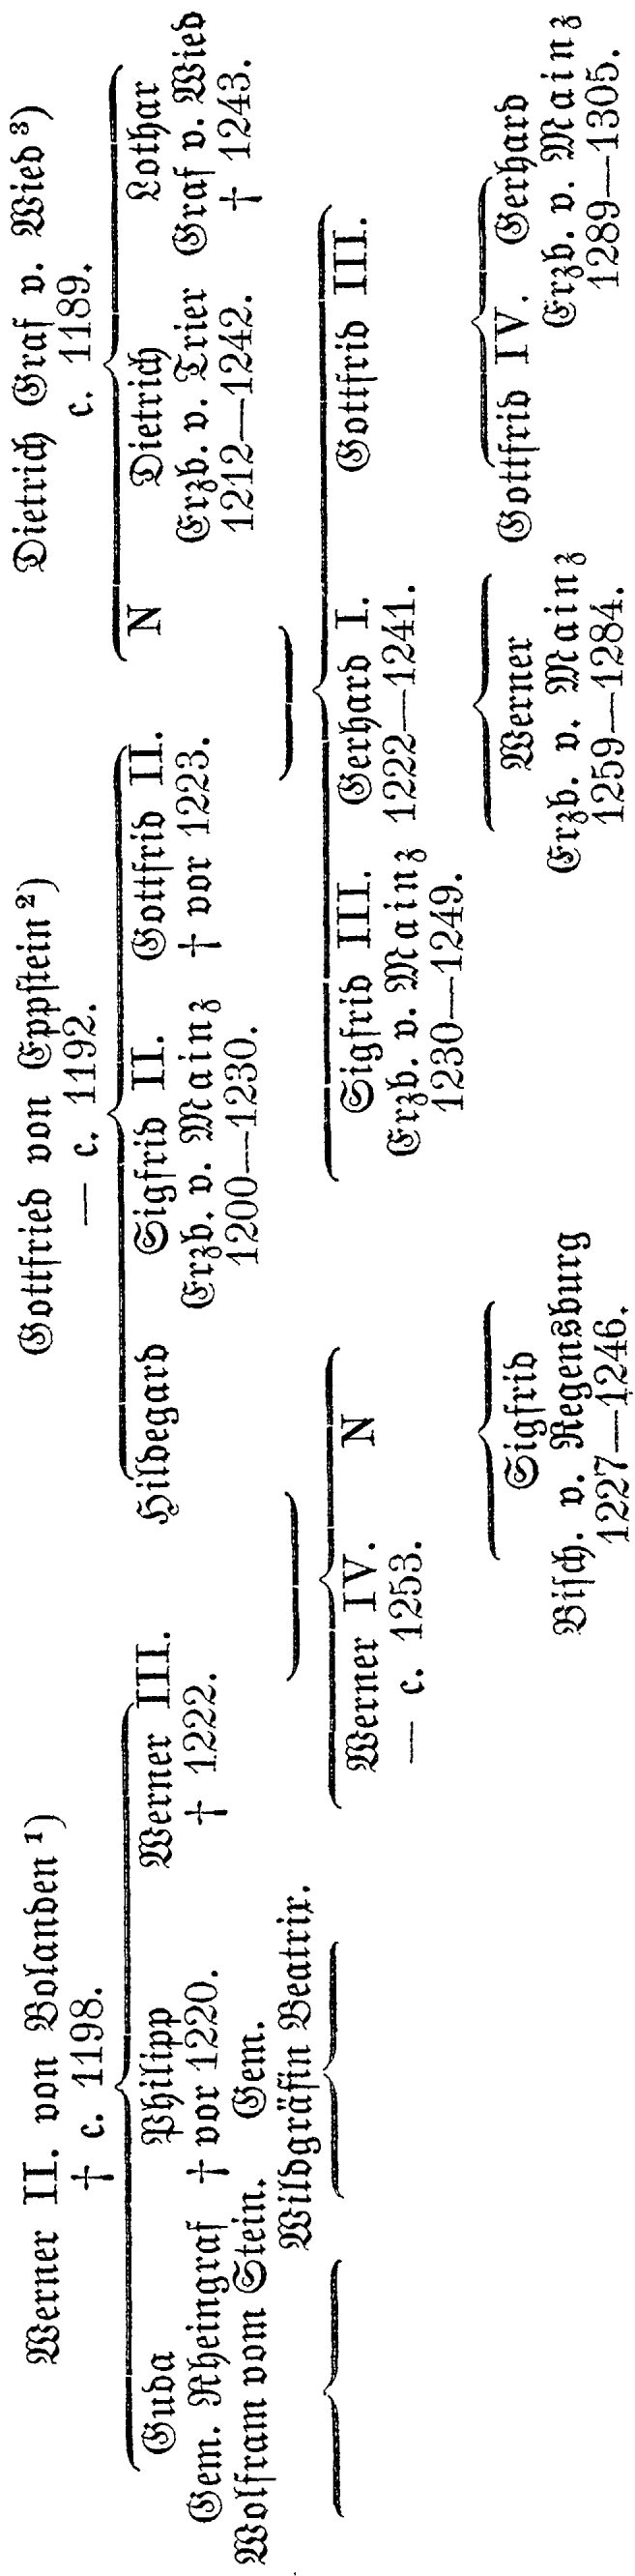 Werner II. von Bolanden ¹)
† c. 1198.
Guda
Gem. Rheingraf
Wolfram vom Stein.
Philipp
† vor 1220.
Gem.
Wildgräfin Beatrix.
Werner III.
† 1222.
Gottfried von Eppstein ²)
— c. 1192.
Hildegard
Sigfrid II.
Erzb. v. Mainz
1200—1230.
Gottfrid II.
† vor 1223.
Dietrich Graf v. Wied ³)
c. 1189.
N
Dietrich
Erzb. v. Trier
1212—1242.
Lothar
Graf v. Wied
† 1243.
Werner IV.
— c. 1253.
N
Sigfrid III.
Erzb. v. Mainz
1230—1249.
Gerhard I.
1222—1241.
Gottfrid III.
Sigfrid
Bisch. v. Regensburg
1227—1246.
Werner
Erzb. v. Mainz
1259—1284.
Gottfrid IV.
Gerhard
Erzb. v. Mainz
1289—1305.